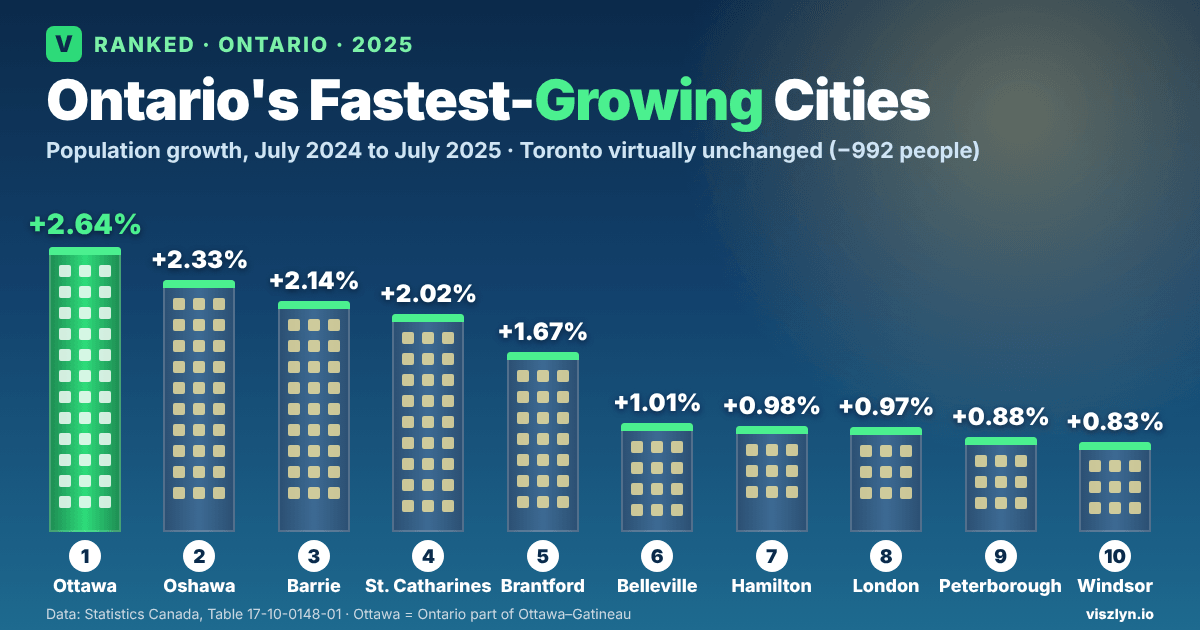 V RANKED · ONTARIO · 2025
Ontario's Fastest-Growing Cities
Population growth, July 2024 to July 2025 · Toronto virtually unchanged (−992 people)
+2.64%
+2.33%
+2.14%
+2.02%
+1.67%
+1.01%
+0.98%
+0.97%
+0.88%
+0.83%
1 2 3 4 5 6 7 8 9 10
Ottawa Oshawa Barrie St. Catharines Brantford Belleville Hamilton London Peterborough Windsor
Data: Statistics Canada, Table 17-10-0148-01 · Ottawa = Ontario part of Ottawa–Gatineau
viszlyn.io